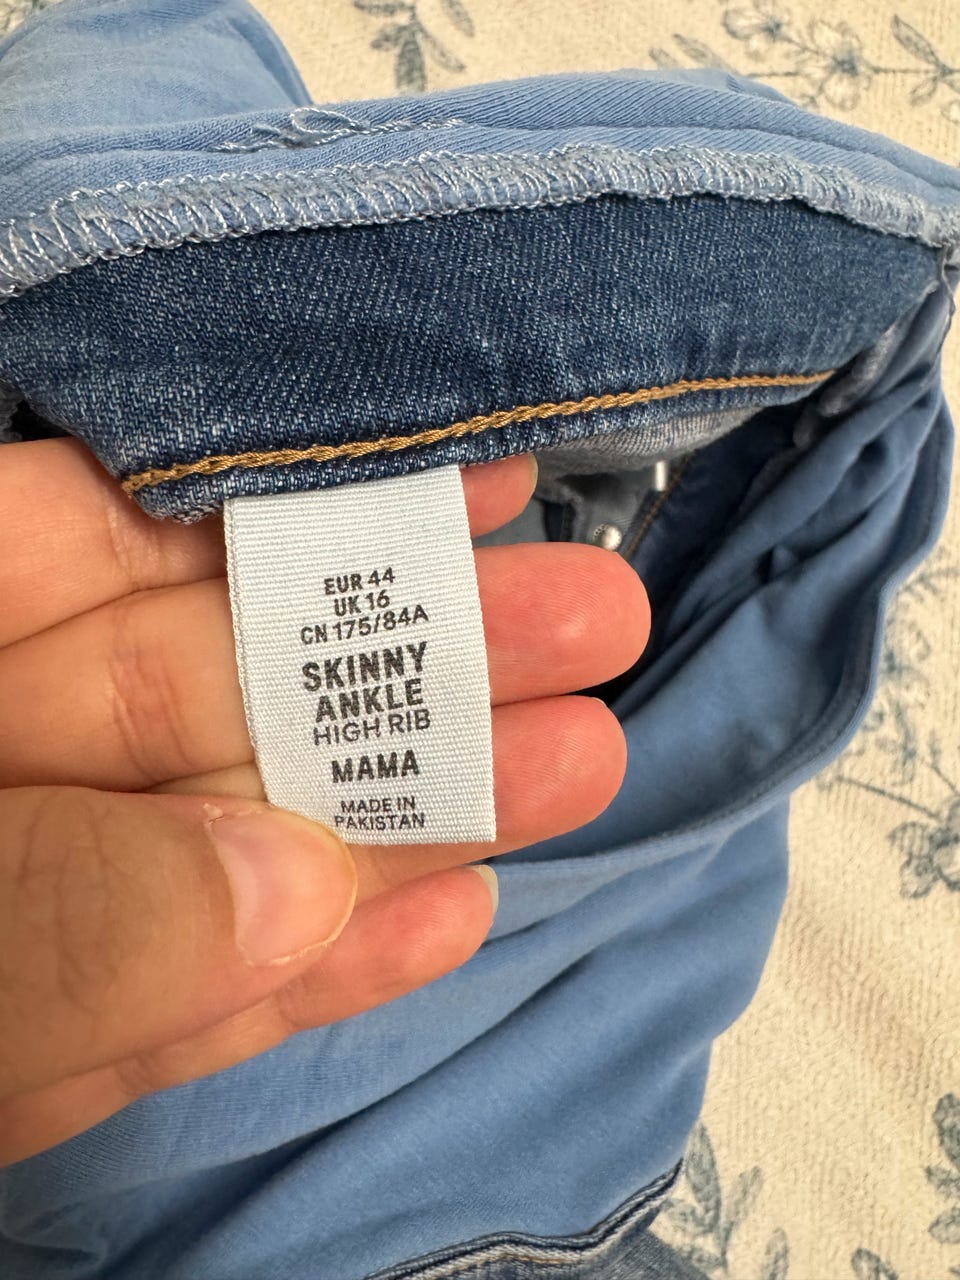 EUR 44
UK 16
CN 175/84A
SKINNY
ANKLE
HIGH RIB
MAMA
MADE IN
PAKISTAN